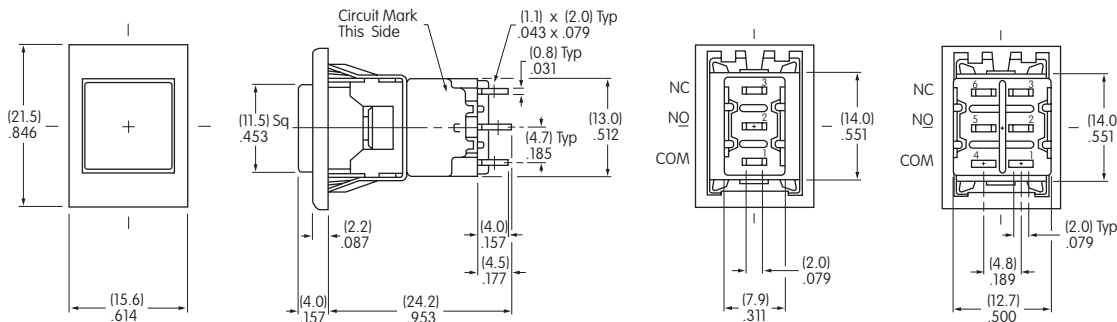 (21.5)
.846
(15.6)
.614
Circuit Mark
This Side
(1.1) x (2.0) Typ
.043 x .079
(0.8) Typ
.031
(11.5) Sq
.453
(13.0)
.512
(4.7) Typ
.185
(2.2)
.087
(4.0)
.157
(4.5)
.177
(4.0)
.157
(24.2)
.953
NC
NO
COM
3
2
1
(14.0)
.551
(2.0)
.079
(7.9)
.311
NC
NO
COM
6 3
5 2
4 1
(14.0)
.551
(2.0) Typ
.079
(4.8)
.189
(12.7)
.500